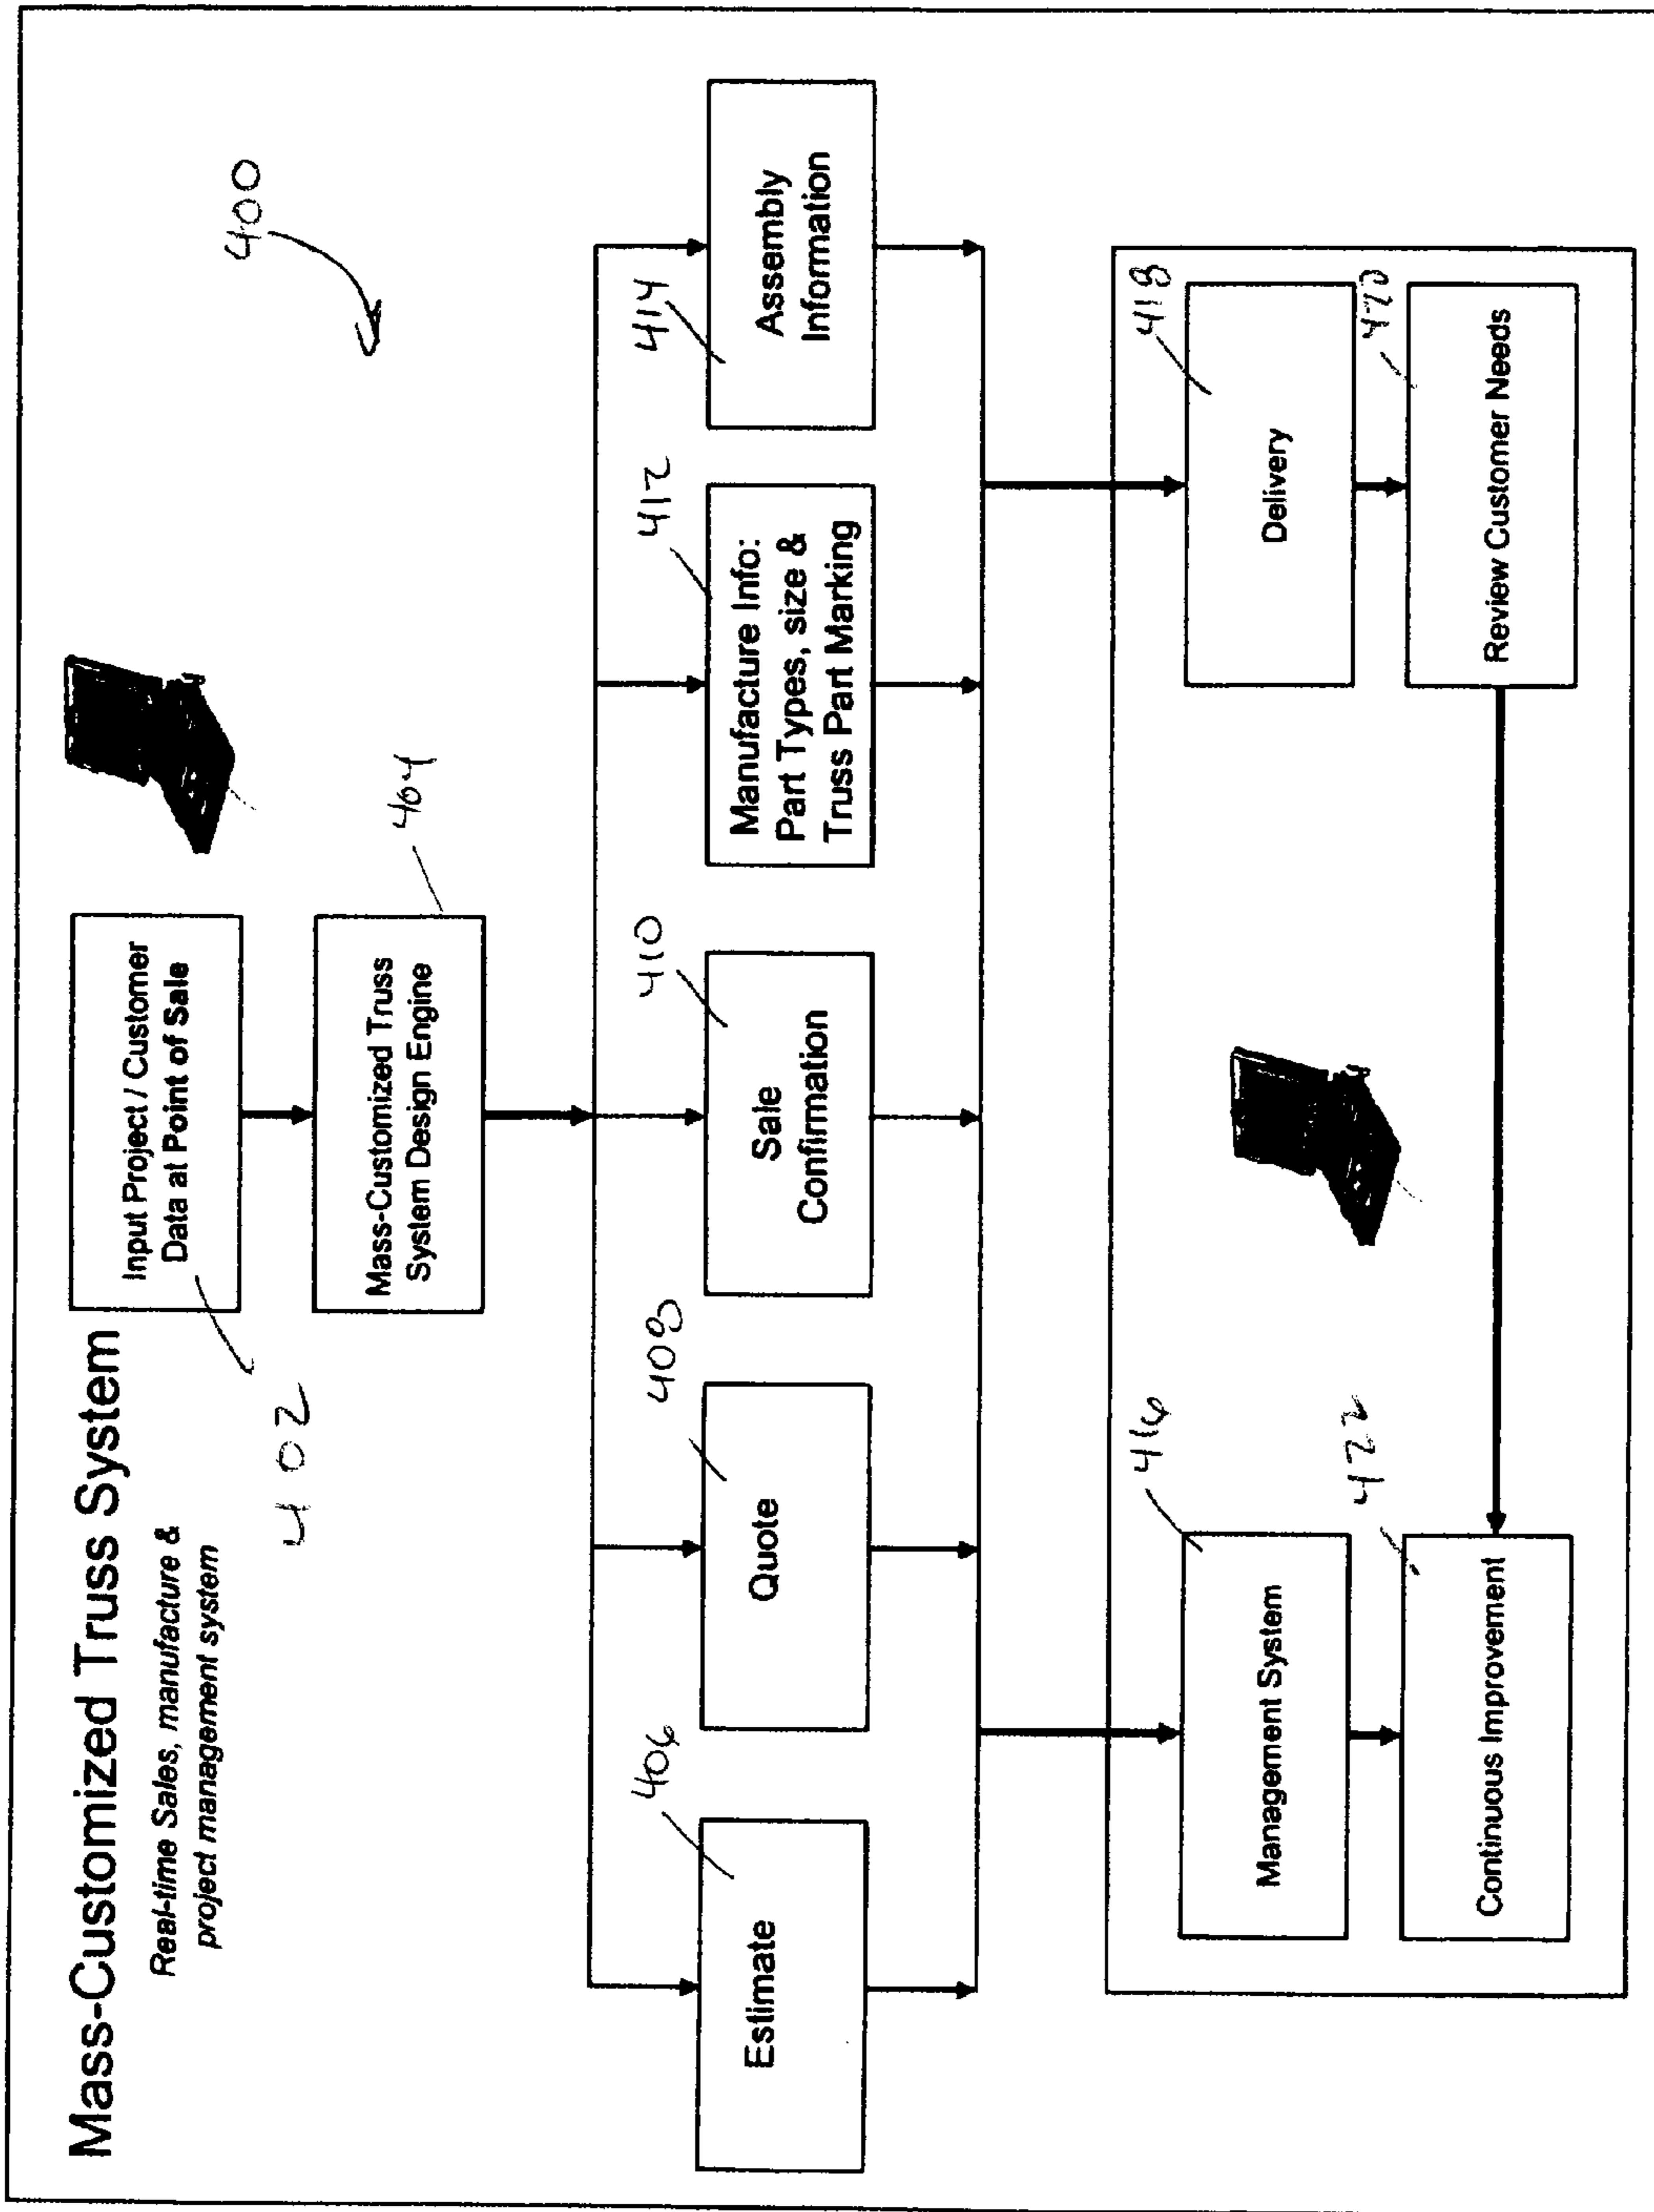 Mass-Customized Truss System
Real-time Sales, manufacture &
project management system
Input Project / Customer
Data at Point of Sale
402
400
Mass-Customized Truss
System Design Engine
404
406
Estimate
408
Quote
410
Sale
Confirmation
412
Manufacture Info:
Part Types, size &
Truss Part Marking
414
Assembly
Information
416
Management System
418
Delivery
422
Continuous Improvement
420
Review Customer Needs